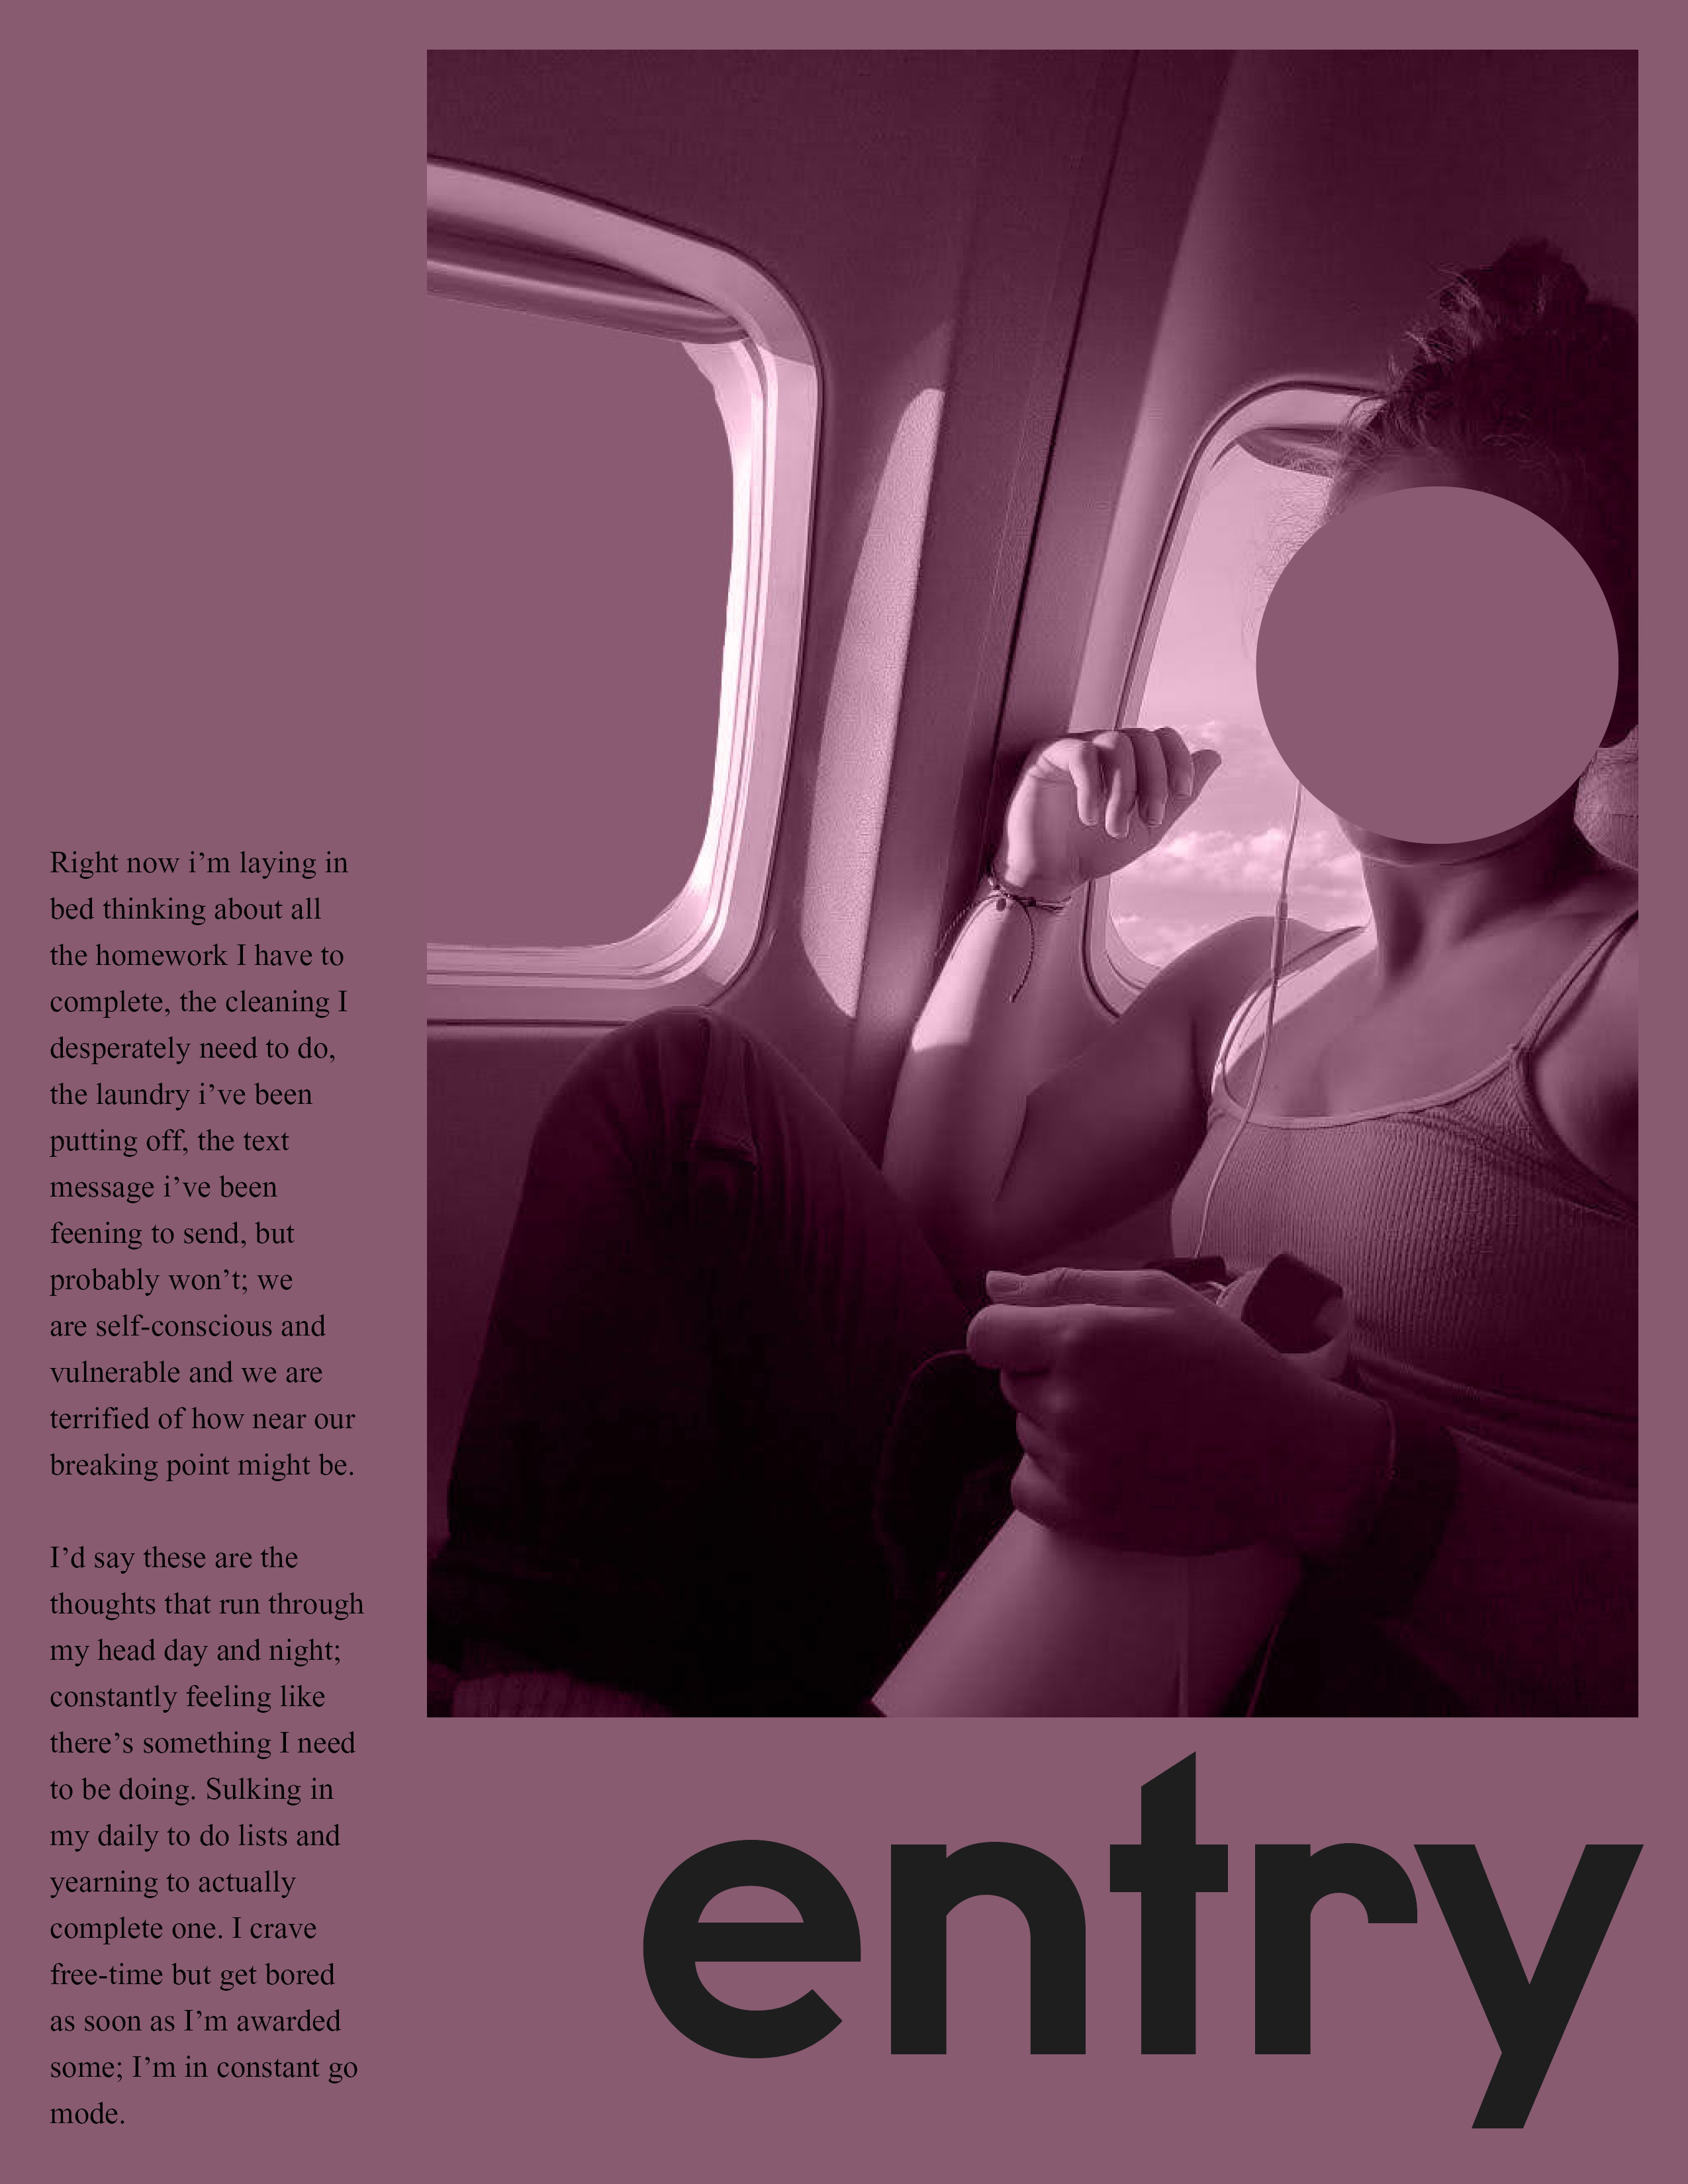 Right now i’m laying in
bed thinking about all
the homework I have to
complete, the cleaning I
desperately need to do,
the laundry i’ve been
putting off, the text
message i’ve been
feening to send, but
probably won’t; we
are self-conscious and
vulnerable and we are
terrified of how near our
breaking point might be.
I’d say these are the
thoughts that run through
my head day and night;
constantly feeling like
there’s something I need
to be doing. Sulking in
my daily to do lists and
yearning to actually
complete one. I crave
free-time but get bored
as soon as I’m awarded
some; I’m in constant go
mode.
entry